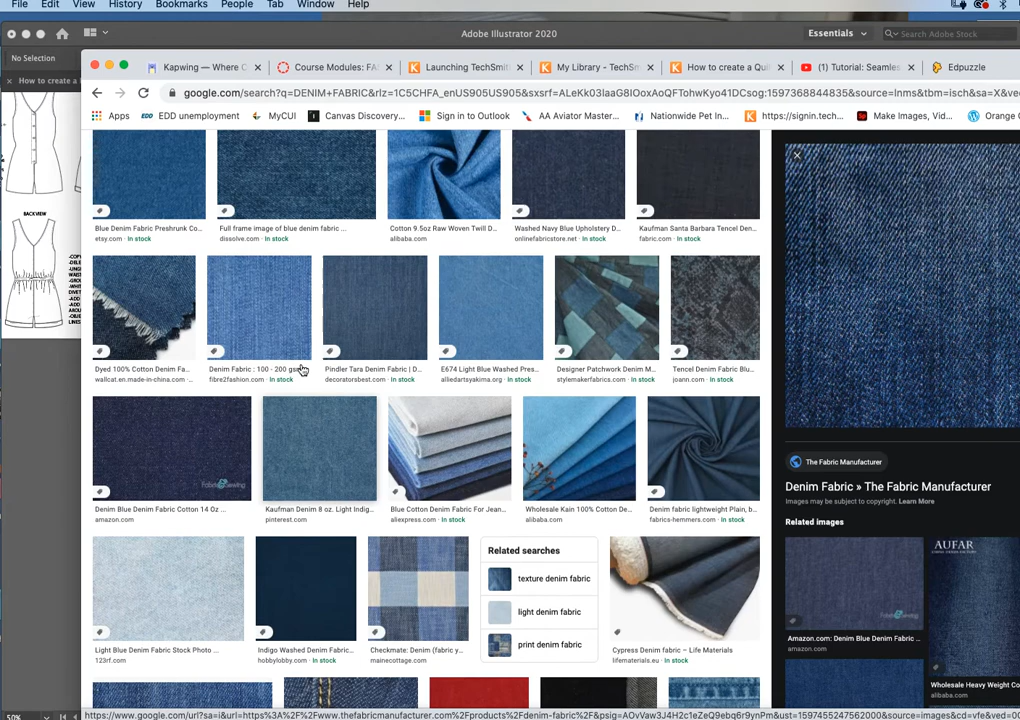 File Edit View History Bookmarks People Tab Window Help
Adobe Illustrator 2020
Essentials
Search Adobe Stock
No Selection
How to create a
Kapwing — Where C
Course Modules: FA
Launching TechSmit
My Library - TechSm
How to create a Qui
(1) Tutorial: Seamles
Edpuzzle
google.com/search?q=DENIM+FABRIC&rlz=1C5CHFA_enUS905US905&sxsrf=ALeKk03IaaG8IOoxAoQFTohwKyo41DCsog:1597368844835&source=lnms&tbm=isch&sa=X&ve
Apps
EDD unemployment
MyCUI
Canvas Discovery...
Sign in to Outlook
AA Aviator Master...
Nationwide Pet In...
https://signin.tech...
Make Images, Vid...
Orange
BACK VIEW
Blue Denim Fabric Preshrunk Co...
etsy.com · In stock
Full frame image of blue denim fabric ...
dissolve.com · In stock
Cotton 9.5oz Raw Woven Twill D...
alibaba.com
Washed Navy Blue Upholstery D...
onlinefabricstore.net · In stock
Kaufman Santa Barbara Tencel Den...
fabric.com · In stock
Dyed 100% Cotton Denim Fa...
wallcat.en.made-in-china.com · ...
Denim Fabric : 100 - 200 gs
fibre2fashion.com · In stock
Pindler Tara Denim Fabric | D...
decoratorsbest.com · In stock
E674 Light Blue Washed Pres...
alliedartsyakima.org · In stock
Designer Patchwork Denim M...
stylemakerfabrics.com · In stock
Tencel Denim Fabric Blu...
joann.com · In stock
Denim Blue Denim Fabric Cotton 14 Oz ...
amazon.com
Kaufman Denim 8 oz. Light Indig...
pinterest.com
Blue Cotton Denim Fabric For Jean...
aliexpress.com · In stock
Wholesale Kain 100% Cotton De...
alibaba.com
Denim fabric lightweight Plain, b...
fabrics-hemmers.com · In stock
Light Blue Denim Fabric Stock Photo ...
123rf.com
Indigo Washed Denim Fabric...
hobbylobby.com · In stock
Checkmate: Denim (fabric y...
mainecottage.com
Related searches
texture denim fabric
light denim fabric
print denim fabric
Cypress Denim fabric – Life Materials
lifematerials.eu · In stock
The Fabric Manufacturer
Denim Fabric » The Fabric Manufacturer
Images may be subject to copyright. Learn More
Related images
AUFAR
Amazon.com: Denim Blue Denim Fabric ...
amazon.com
Wholesale Heavy Weight Co
alibaba.com
50%